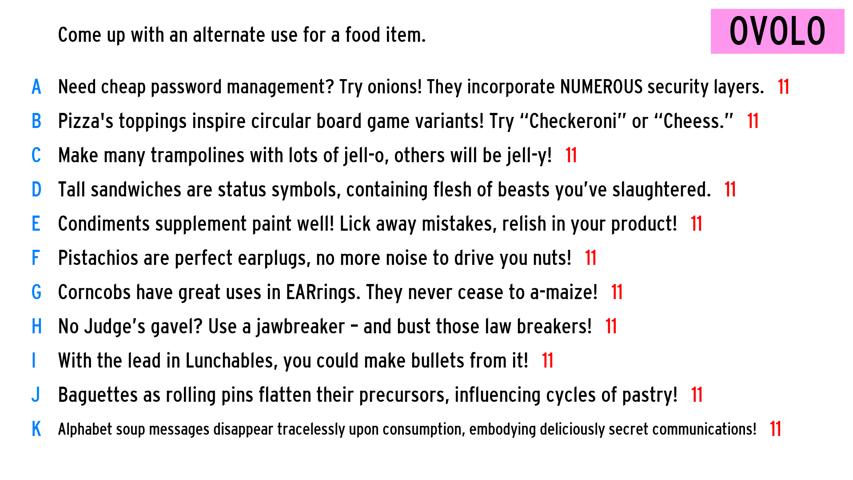 Come up with an alternate use for a food item.
OVOLO
A Need cheap password management? Try onions! They incorporate NUMEROUS security layers. 11
B Pizza's toppings inspire circular board game variants! Try “Checkeroni” or “Cheess.” 11
C Make many trampolines with lots of jell-o, others will be jell-y! 11
D Tall sandwiches are status symbols, containing flesh of beasts you’ve slaughtered. 11
E Condiments supplement paint well! Lick away mistakes, relish in your product! 11
F Pistachios are perfect earplugs, no more noise to drive you nuts! 11
G Corncobs have great uses in EARrings. They never cease to a-maize! 11
H No Judge’s gavel? Use a jawbreaker – and bust those law breakers! 11
I With the lead in Lunchables, you could make bullets from it! 11
J Baguettes as rolling pins flatten their precursors, influencing cycles of pastry! 11
K Alphabet soup messages disappear tracelessly upon consumption, embodying deliciously secret communications! 11